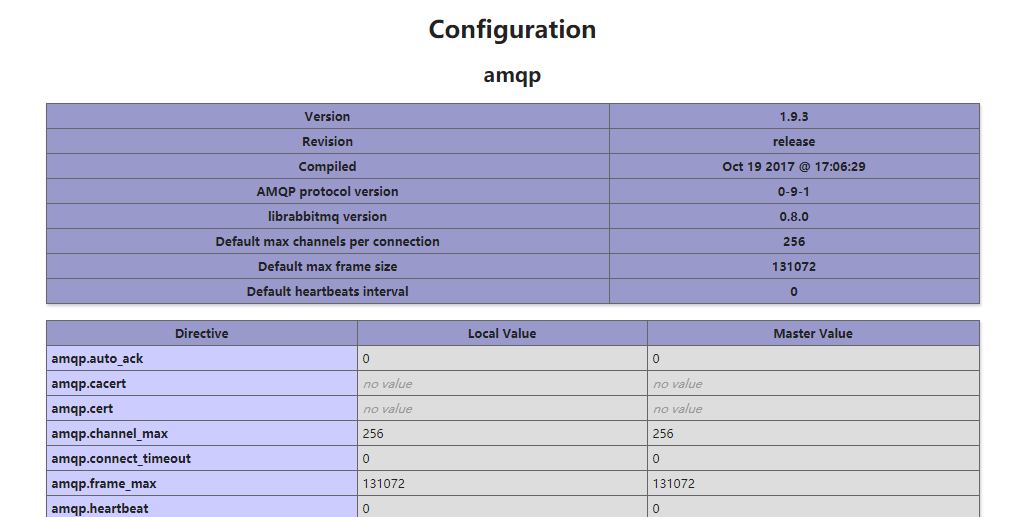 Configuration
amqp
Version 1.9.3
Revision release
Compiled Oct 19 2017 @ 17:06:29
AMQP protocol version 0-9-1
librabbitmq version 0.8.0
Default max channels per connection 256
Default max frame size 131072
Default heartbeats interval 0
Directive Local Value Master Value
amqp.auto_ack 0 0
amqp.cacert no value no value
amqp.cert no value no value
amqp.channel_max 256 256
amqp.connect_timeout 0 0
amqp.frame_max 131072 131072
amqp.heartbeat 0 0